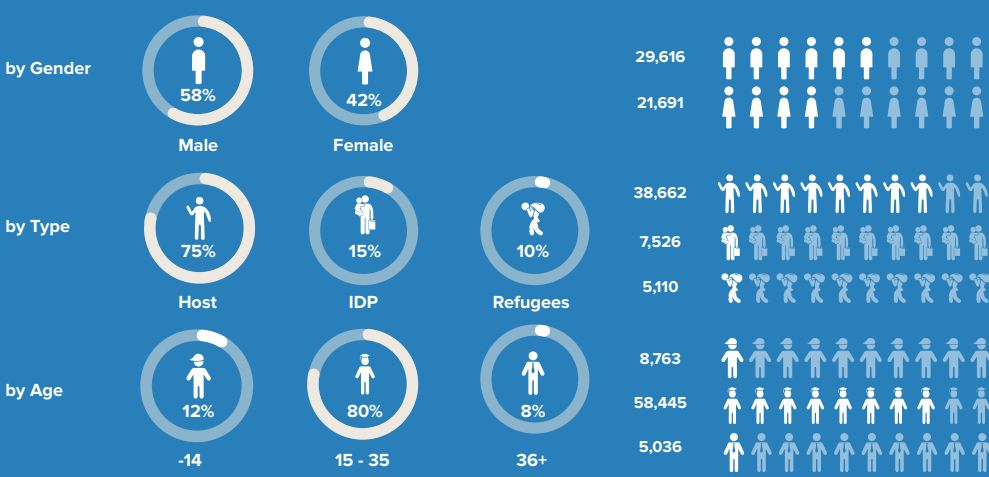 by Gender
58%
42%
Male
Female
29,616
21,691
by Type
75%
15%
10%
Host
IDP
Refugees
38,662
7,526
5,110
by Age
12%
80%
8%
-14
15 - 35
36+
8,763
58,445
5,036